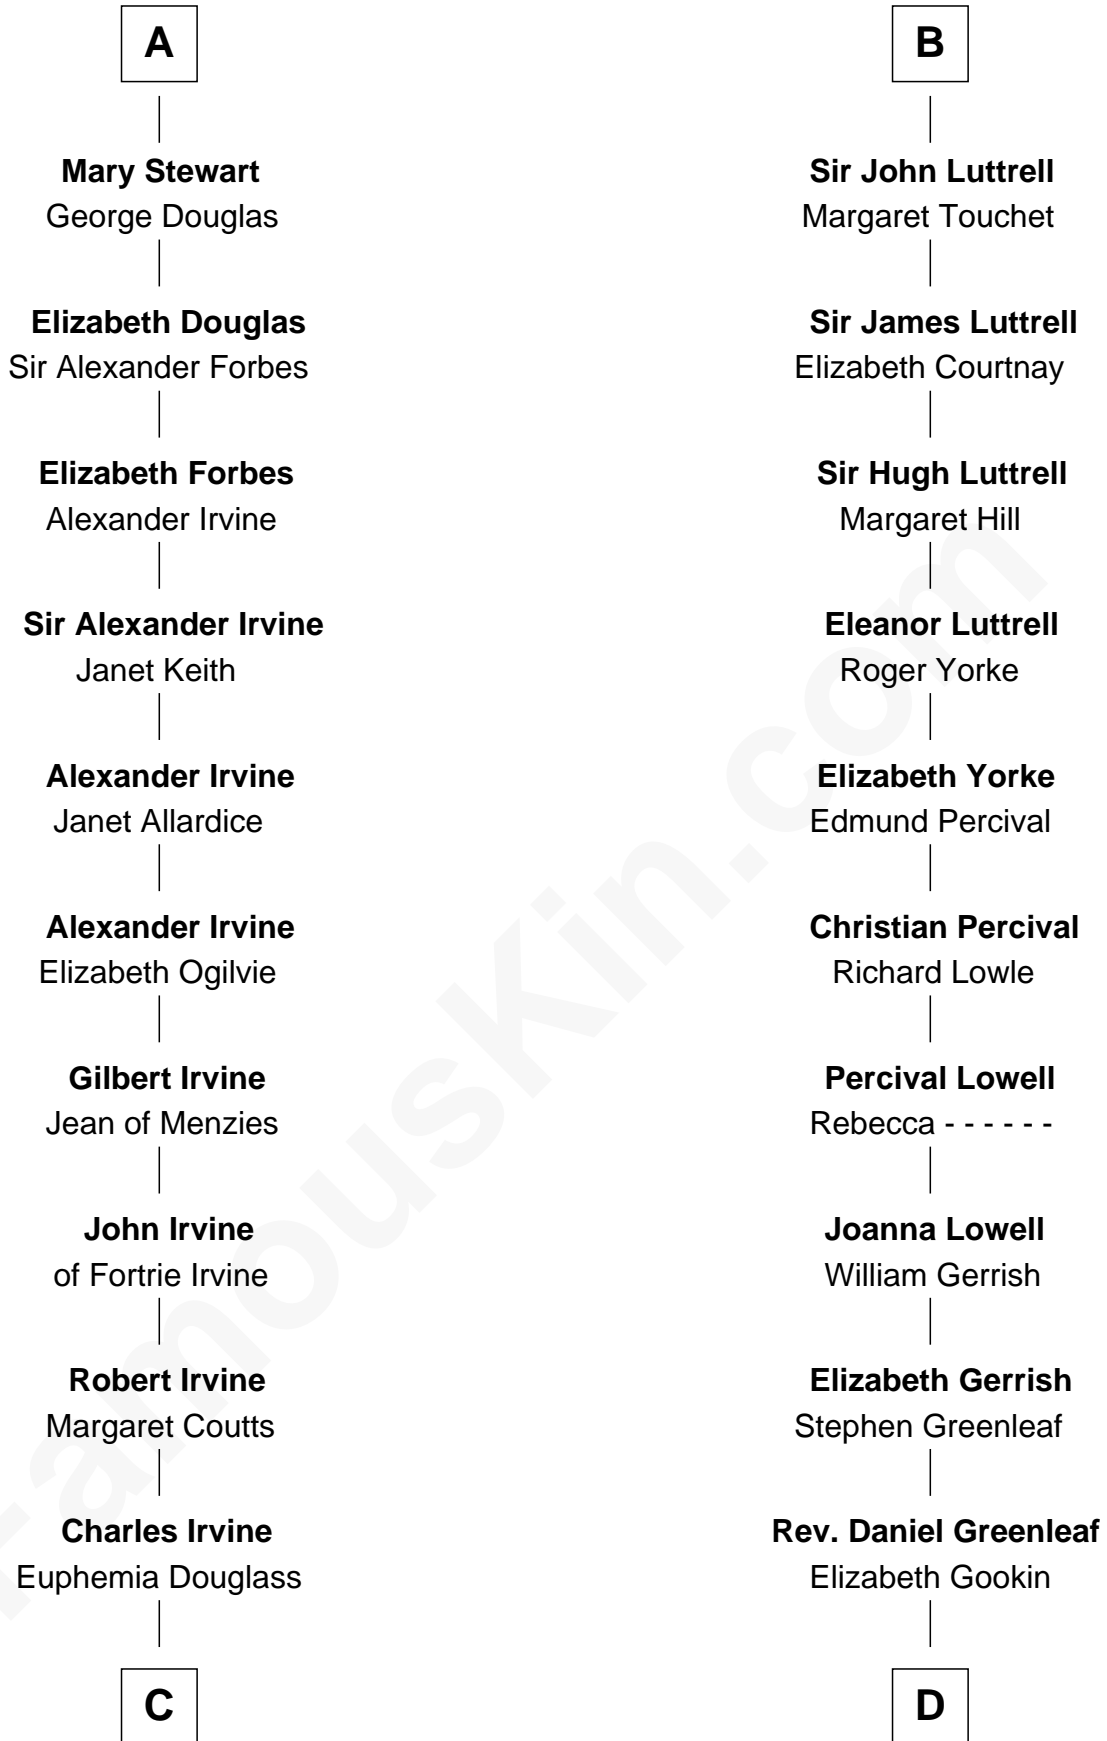 A
Mary Stewart
George Douglas
Elizabeth Douglas
Sir Alexander Forbes
Elizabeth Forbes
Alexander Irvine
Sir Alexander Irvine
Janet Keith
Alexander Irvine
Janet Allardice
Alexander Irvine
Elizabeth Ogilvie
Gilbert Irvine
Jean of Menzies
John Irvine
of Fortrie Irvine
Robert Irvine
Margaret Coutts
Charles Irvine
Euphemia Douglass
C
B
Sir John Luttrell
Margaret Touchet
Sir James Luttrell
Elizabeth Courtnay
Sir Hugh Luttrell
Margaret Hill
Eleanor Luttrell
Roger Yorke
Elizabeth Yorke
Edmund Percival
Christian Percival
Richard Lowle
Percival Lowell
Rebecca - - - - - -
Joanna Lowell
William Gerrish
Elizabeth Gerrish
Stephen Greenleaf
Rev. Daniel Greenleaf
Elizabeth Gookin
D
FamousKin.com